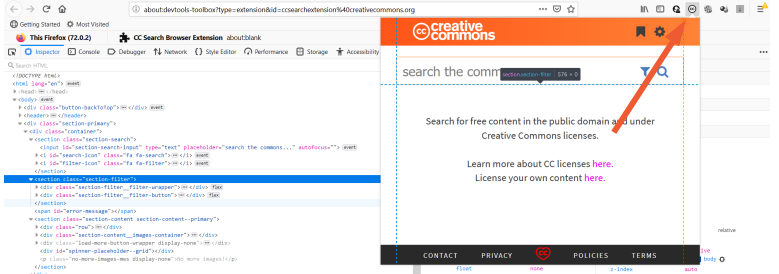 about:devtools-toolbox?type=extension&id=ccsearchextension%40creativecommons.org
Getting Started
Most Visited
This Firefox (72.0.2)
CC Search Browser Extension
about:blank
Inspector
Console
Debugger
Network
Style Editor
Performance
Storage
Accessibility
Search HTML
<!DOCTYPE html>
<html lang="en"> event
<head> </head>
<body> event
<div class="button-backToTop"> </div> event
<header> </header>
<div class="section-primary">
<div class="container">
<section class="section-search">
<input id="section-search-input" type="text" placeholder="search the commons..." autofocus=""> event
<i id="search-icon" class="fa fa-search"> </i> event
<i id="filter-icon" class="fa fa-filter"> </i> event
</section>
<section class="section-filter">
<div class="section-filter__filter-wrapper"> </div> flex
<div class="section-filter__filter-button"> </div> flex
</section>
<span id="error-message"></span>
<section class="section-content section-content--primary">
<div class="row"> </div>
<div class="section-content__images-container"> </div>
<div class="load-more-button-wrapper display-none"> </div>
<div id="spinner-placeholder--grid"></div>
<p class="no-more-images-mes display-none">No more images!</p>
</section>
cc creative commons
search the comm
section.section-filter | 576 × 0
Search for free content in the public domain and under
Creative Commons licenses.
Learn more about CC licenses here.
License your own content here.
CONTACT
PRIVACY
cc
POLICIES
TERMS
relative
body
float
none
z-index
auto